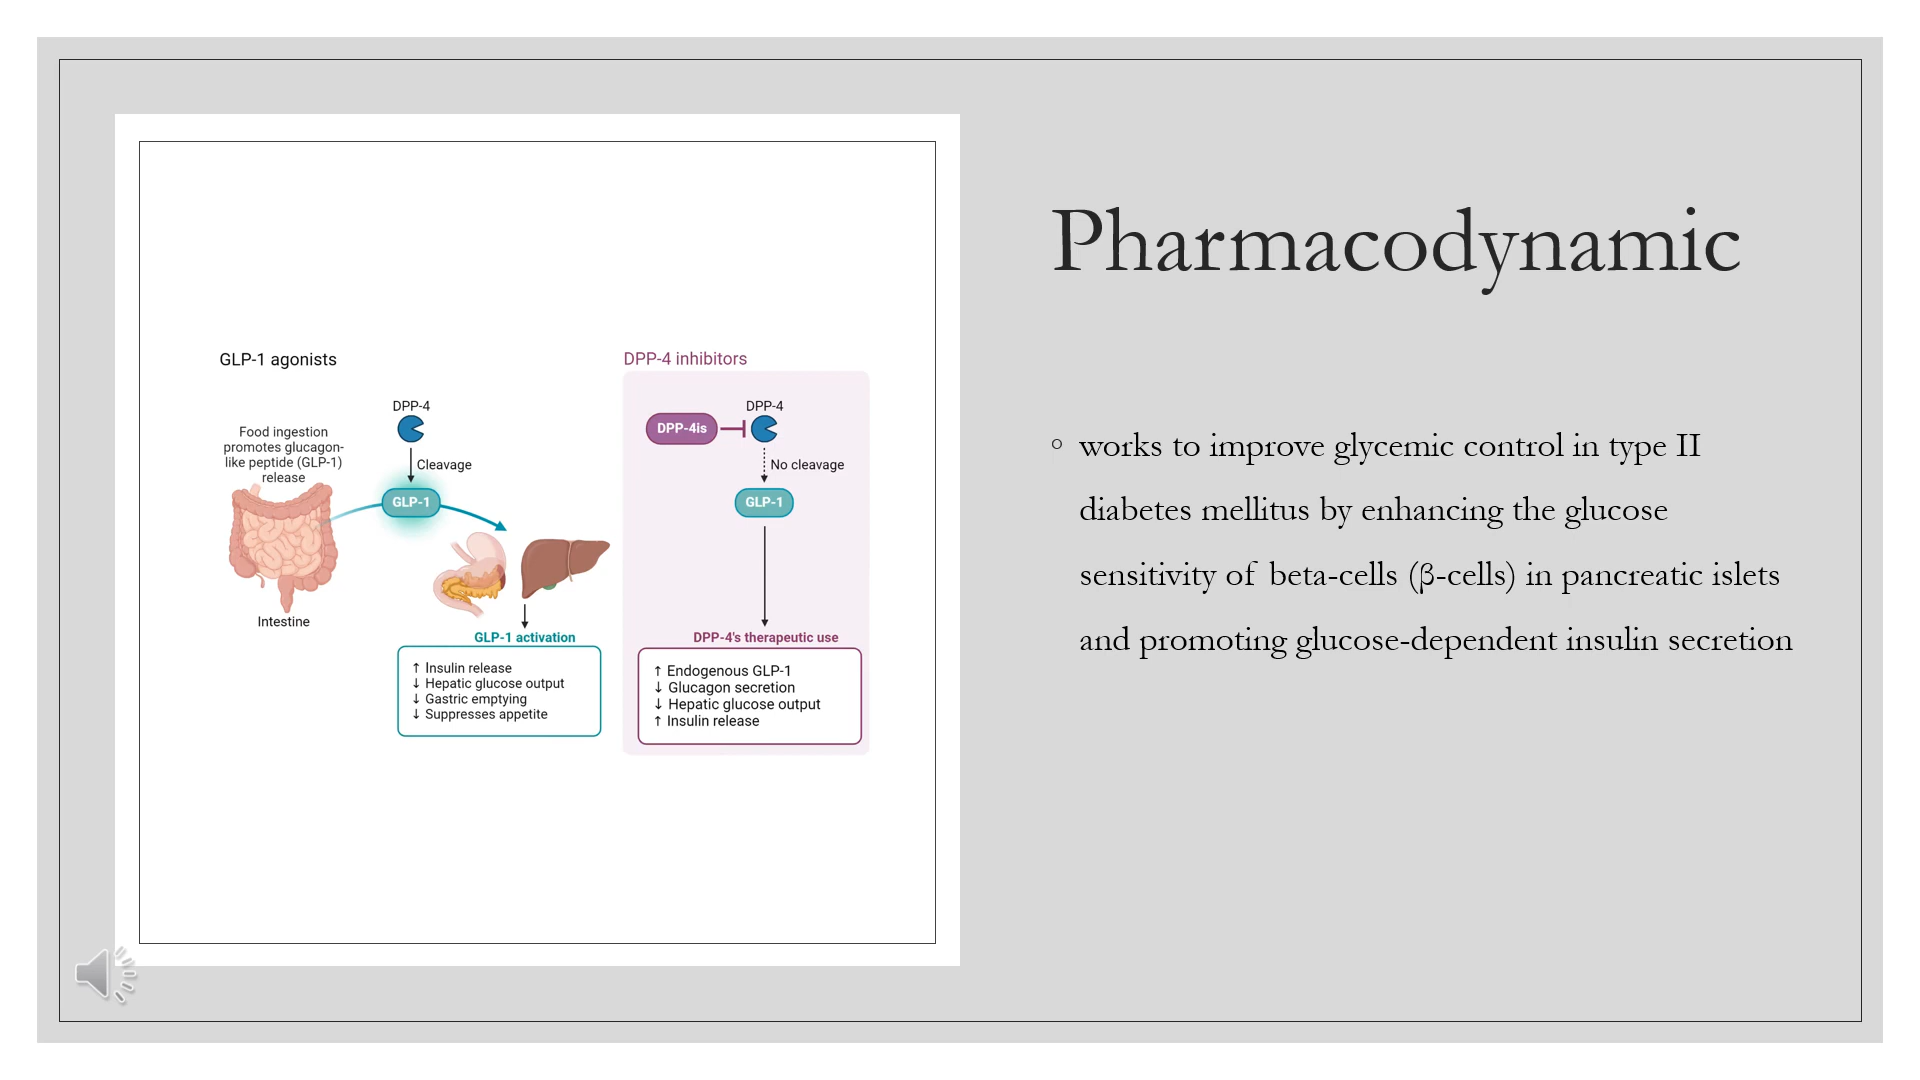 GLP-1 agonists
DPP-4
Food ingestion
promotes glucagon-
like peptide (GLP-1)
release
Cleavage
GLP-1
Intestine
GLP-1 activation
↑ Insulin release
↓ Hepatic glucose output
↓ Gastric emptying
↓ Suppresses appetite
DPP-4 inhibitors
DPP-4
DPP-4is
No cleavage
GLP-1
DPP-4's therapeutic use
↑ Endogenous GLP-1
↓ Glucagon secretion
↓ Hepatic glucose output
↑ Insulin release
Pharmacodynamic
◦ works to improve glycemic control in type II
diabetes mellitus by enhancing the glucose
sensitivity of beta-cells (β-cells) in pancreatic islets
and promoting glucose-dependent insulin secretion